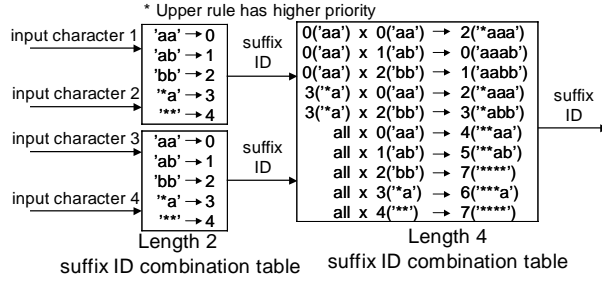 * Upper rule has higher priority
input character 1
input character 2
input character 3
input character 4
'aa' → 0
'ab' → 1
'bb' → 2
'*a' → 3
'**' → 4
'aa' → 0
'ab' → 1
'bb' → 2
'*a' → 3
'**' → 4
Length 2
suffix ID combination table
suffix
ID
suffix
ID
0('aa') x 0('aa') → 2('*aaa')
0('aa') x 1('ab') → 0('aaab')
0('aa') x 2('bb') → 1('aabb')
3('*a') x 0('aa') → 2('*aaa')
3('*a') x 2('bb') → 3('*abb')
all x 0('aa') → 4('**aa')
all x 1('ab') → 5('**ab')
all x 2('bb') → 7('****')
all x 3('*a') → 6('***a')
all x 4('**') → 7('****')
Length 4
suffix ID combination table
suffix
ID